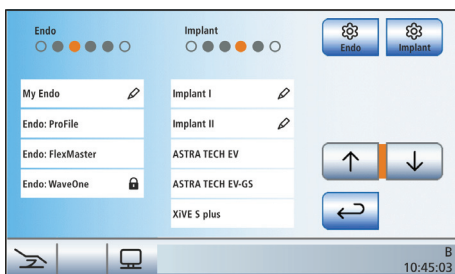 Endo
Implant
Endo
Implant
My Endo
Endo: ProFile
Endo: FlexMaster
Endo: WaveOne
Implant I
Implant II
ASTRA TECH EV
ASTRA TECH EV-GS
XiVE S plus
B
10:45:03